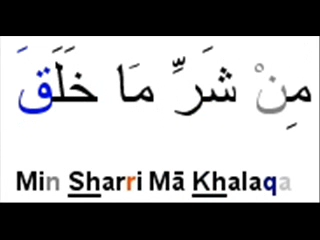 مِنْ شَرِّ مَا خَلَقَ
Min Sharri Mā Khalaqa